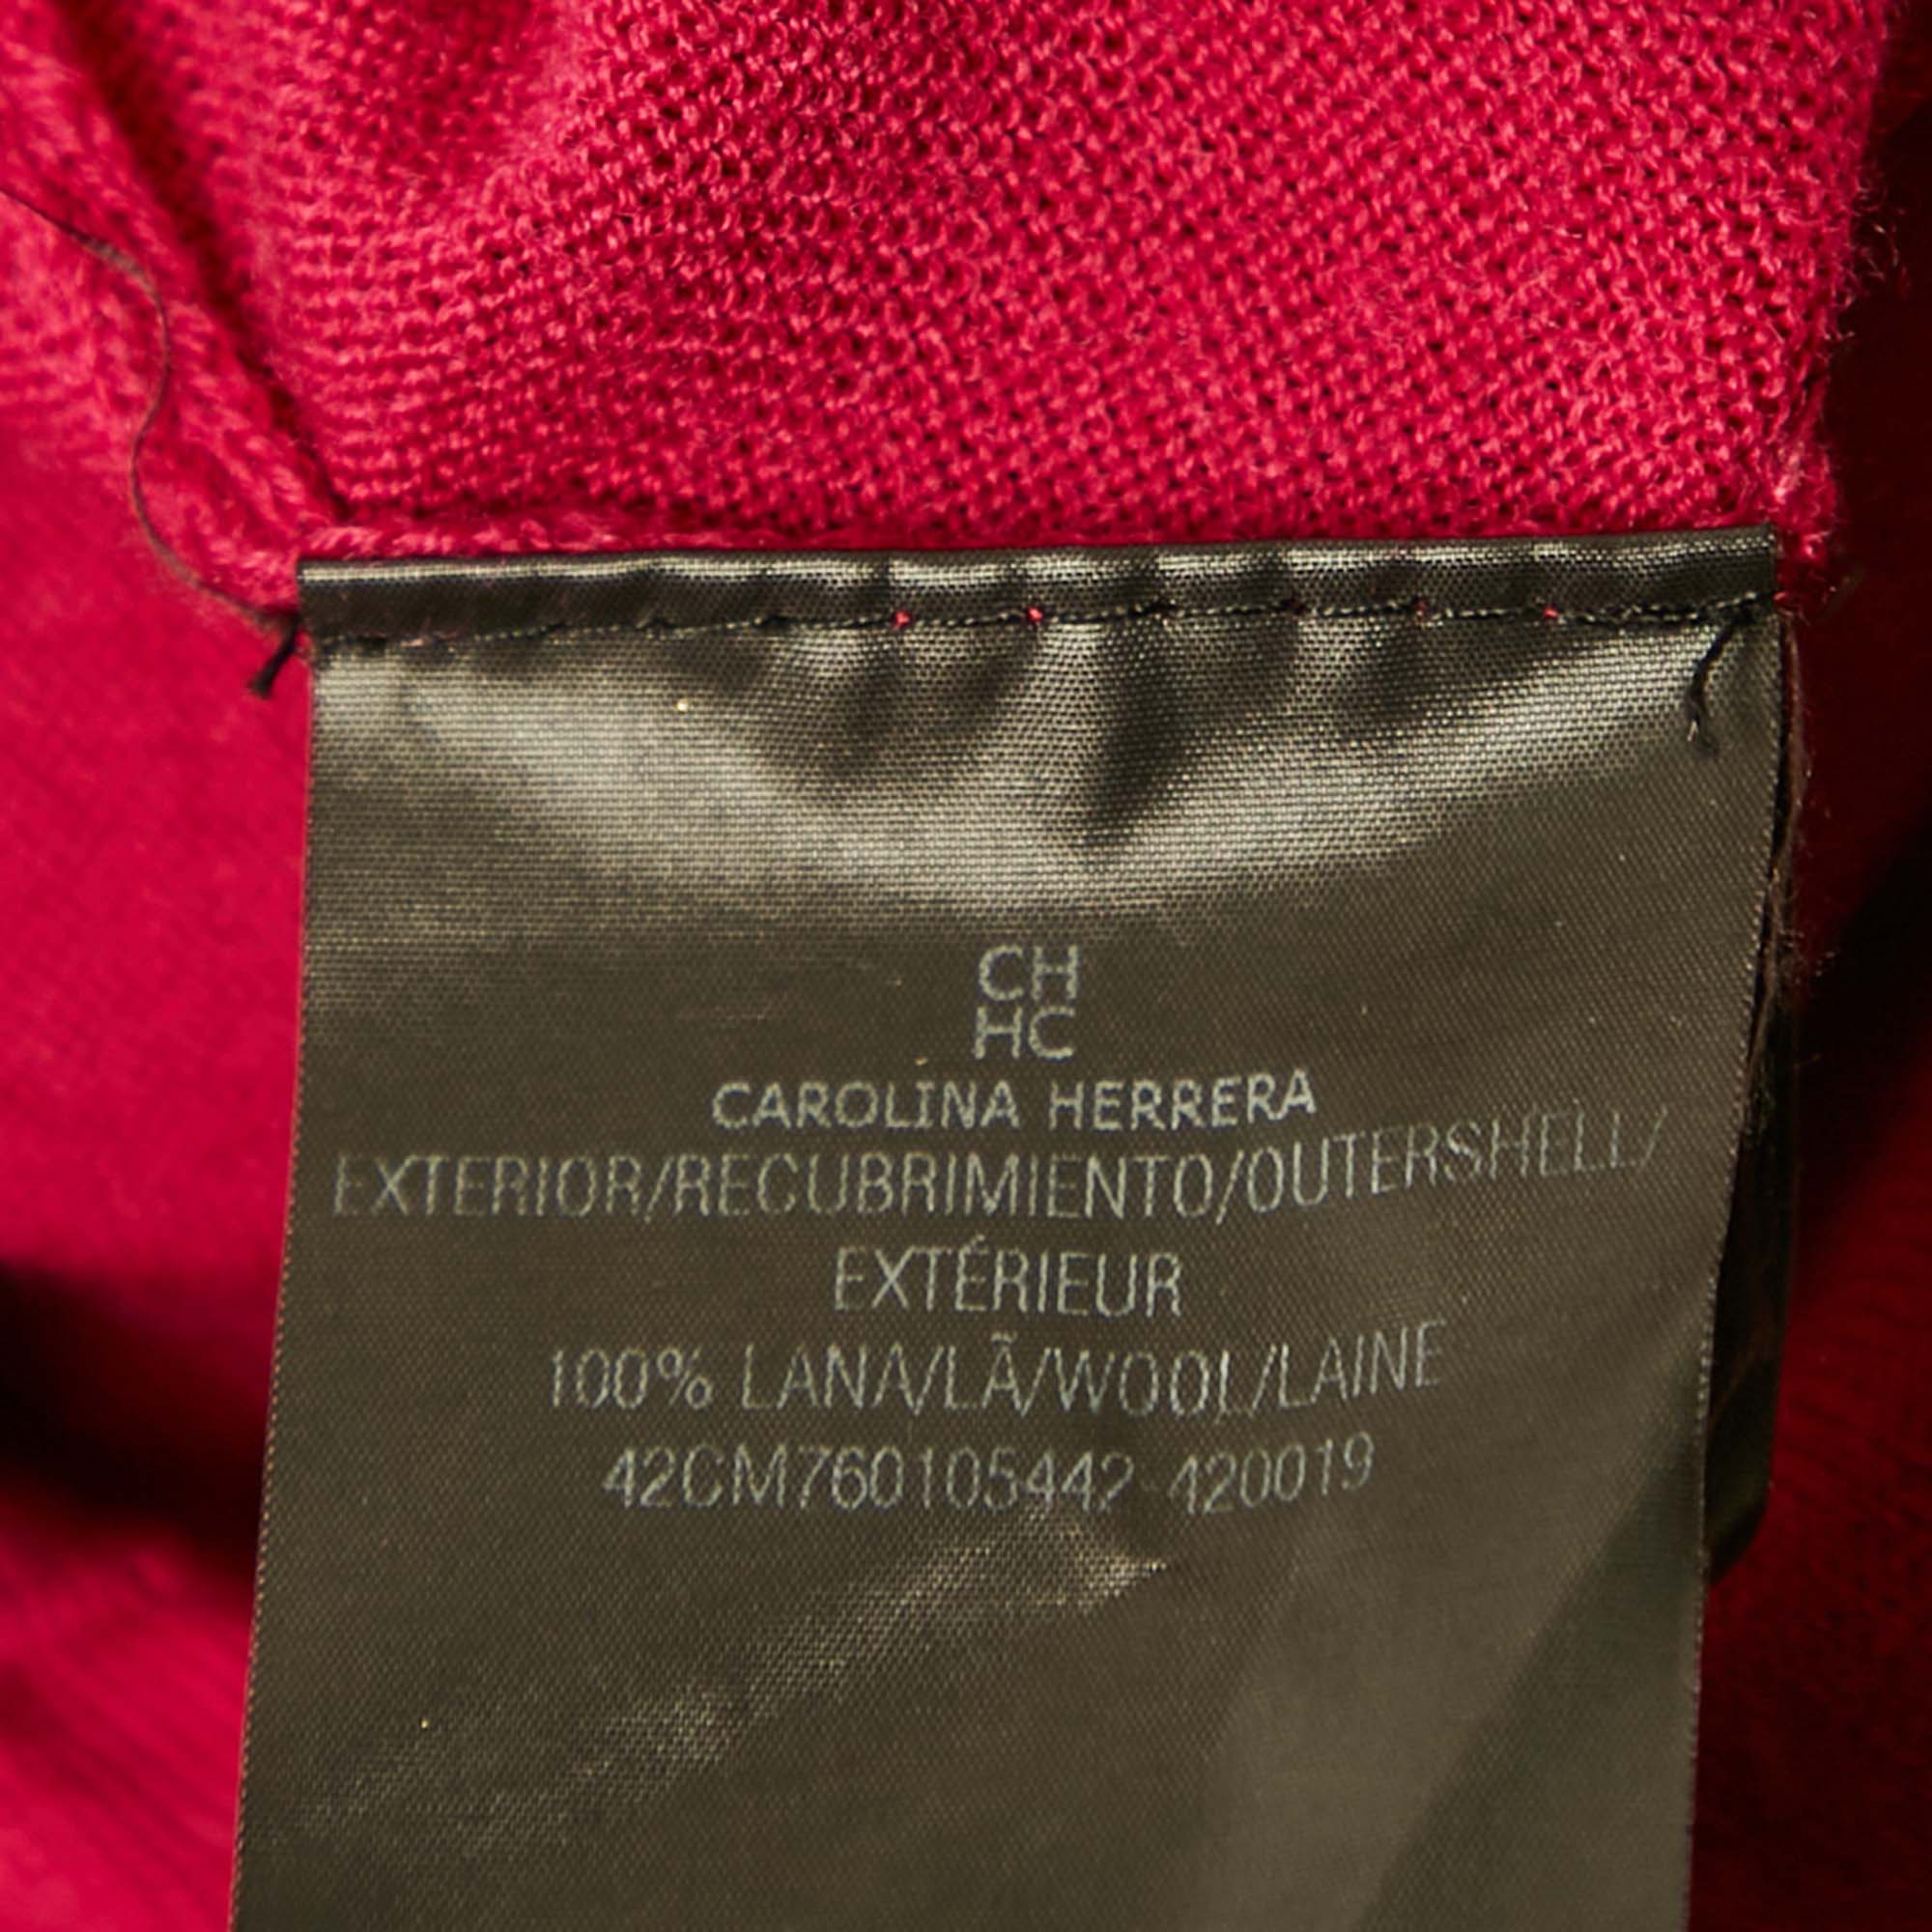 CH
HC
CAROLINA HERRERA
EXTERIOR/RECUBRIMIENTO/OUTERSHELL/
EXTÉRIEUR
100% LANA/LÃ/WOOL/LAINE
42CM760105442-420019